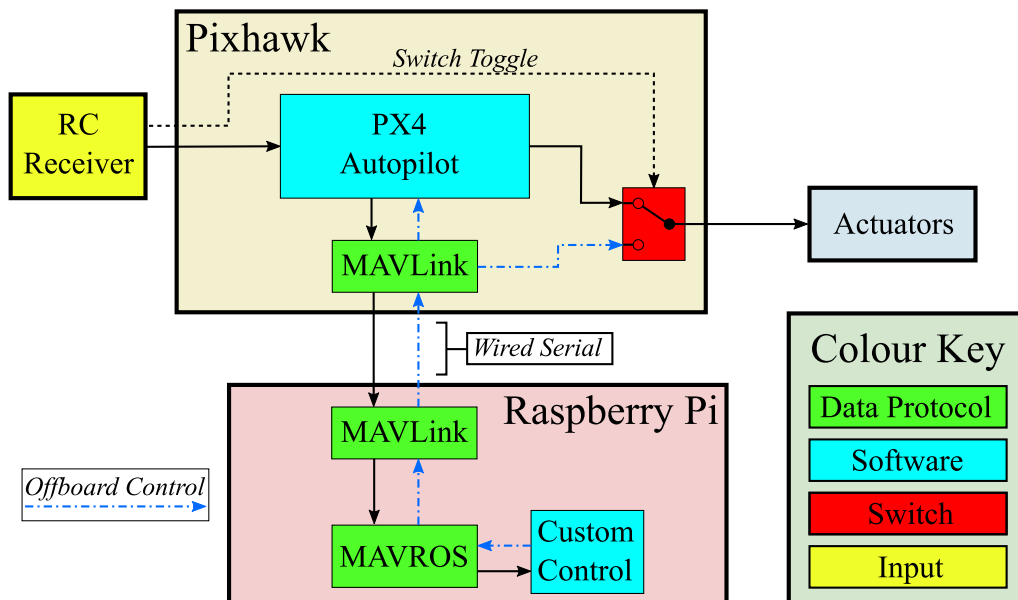 Pixhawk
Switch Toggle
RC
Receiver
PX4
Autopilot
MAVLink
Actuators
Wired Serial
Raspberry Pi
MAVLink
Offboard Control
MAVROS
Custom
Control
Colour Key
Data Protocol
Software
Switch
Input